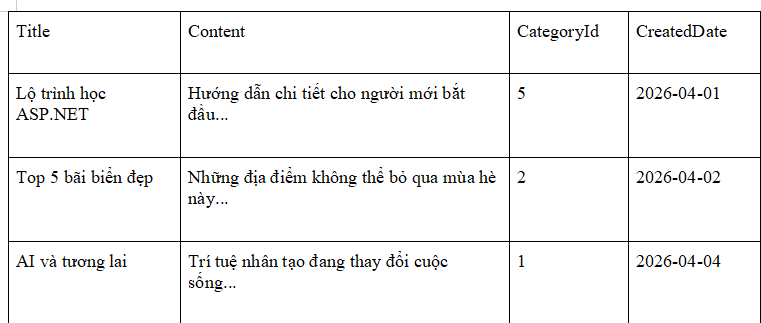 Title Content CategoryId CreatedDate
Lộ trình học Hướng dẫn chi tiết cho người mới bắt 5 2026-04-01
ASP.NET đầu...
Top 5 bãi biển đẹp Những địa điểm không thể bỏ qua mùa hè 2 2026-04-02
này...
AI và tương lai Trí tuệ nhân tạo đang thay đổi cuộc 1 2026-04-04
sống...